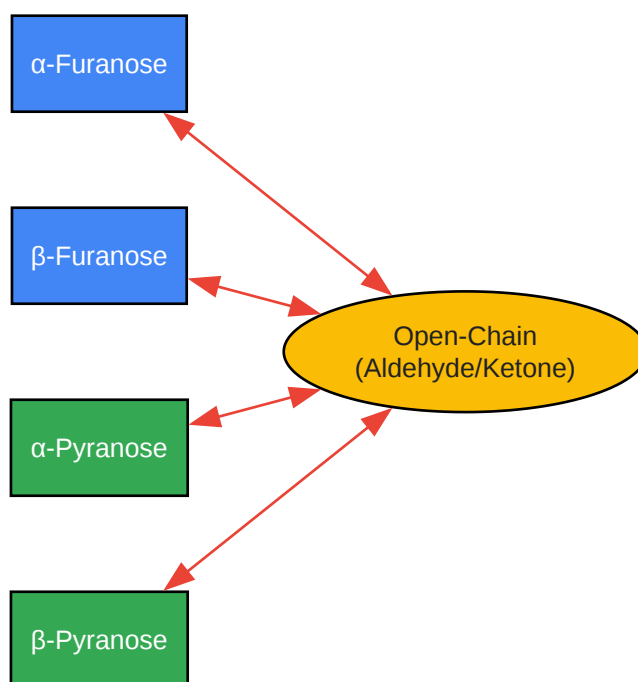 α-Furanose
β-Furanose
Open-Chain
(Aldehyde/Ketone)
α-Pyranose
β-Pyranose